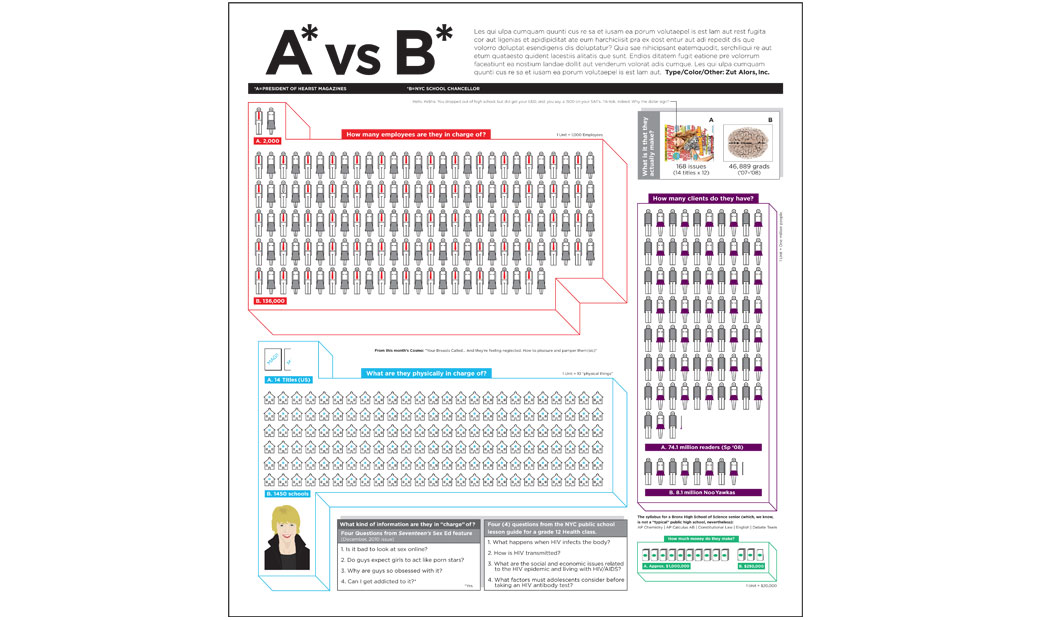 A* vs B*
Les qui ulpa cumquam quunti cus re sa et iusam ea porum volutaepel is est lam aut rest fugita
cor aut ligenias et apidipiditat ate eum harchicisit pra ex eost entur aut adi repedit dis que
volorro doluptat esendigenis dis doluptatur? Quia sae nihicipsant eatemquodit, serchiliqui re aut
etum quataesto quident lacestiis alitatis que sunt. Endios ditatem fugit eatione pre volorrum
faceatiunt ea nostium landae dollit aut venderum volorat adis cumque. Les qui ulpa cumquam
quunti cus re sa et iusam ea porum volutaepel is est lam aut. Type/Color/Other: Zut Alors, Inc.
*A=PRESIDENT OF HEARST MAGAZINES
*B=NYC SCHOOL CHANCELLOR
A. 2,000
How many employees are they in charge of?
1 Unit = 1,000 Employees
B. 136,000
What is it that they
actually make?
A
B
168 issues
(14 titles x 12)
46,889 grads
('07-'08)
How many clients do they have?
1 Unit = One million people
A. 74.1 million readers (Sp '08)
B. 8.1 million Noo Yawkas
From this month's Cosmo: "Your Breasts Called... And they're feeling neglected. How to pleasure and pamper them(sic)"
A. 14 Titles (US)
What are they physically in charge of?
1 Unit = 10 "physical things"
B. 1450 schools
What kind of information are they in "charge" of?
Four Questions from Seventeen's Sex Ed feature
(December, 2010 issue)
1. Is it bad to look at sex online?
2. Do guys expect girls to act like porn stars?
3. Why are guys so obsessed with it?
4. Can I get addicted to it?*
*Yes.
Four (4) questions from the NYC public school
lesson guide for a grade 12 Health class.
1. What happens when HIV infects the body?
2. How is HIV transmitted?
3. What are the social and economic issues related
to the HIV epidemic and living with HIV/AIDS?
4. What factors must adolescents consider before
taking an HIV antibody test?
The syllabus for a Bronx High School of Science senior (which, we know,
is not a "typical" public high school, nevertheless):
AP Chemistry | AP Calculus AB | Constitutional Law | English | Debate Team
How much money do they make?
A. Approx. $1,000,000
B. $250,000